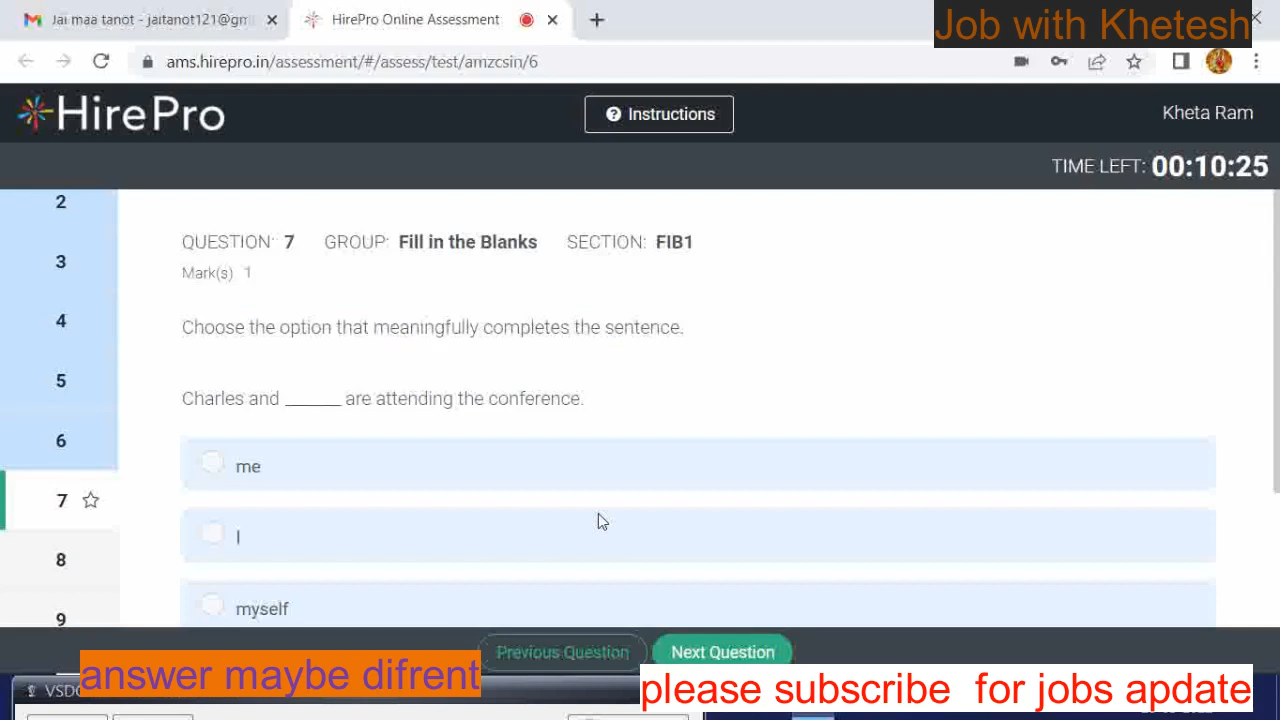 Jai maa tanot - jaitanot121@gm
HirePro Online Assessment
Job with Khetesh
ams.hirepro.in/assessment/#/assess/test/amzcsin/6
HirePro
Instructions
Kheta Ram
TIME LEFT: 00:10:25
2
3
4
5
6
7
8
9
QUESTION: 7 GROUP: Fill in the Blanks SECTION: FIB1
Mark(s) 1
Choose the option that meaningfully completes the sentence.
Charles and ______ are attending the conference.
me
I
myself
Previous Question
Next Question
answer maybe difrent
please subscribe for jobs apdate